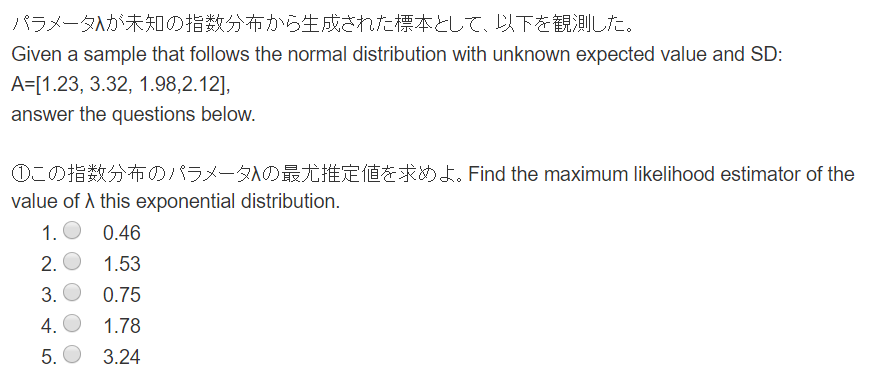 パラメータλが未知の指数分布から生成された標本として、以下を観測した。
Given a sample that follows the normal distribution with unknown expected value and SD:
A=[1.23, 3.32, 1.98,2.12],
answer the questions below.
①この指数分布のパラメータλの最尤推定値を求めよ。Find the maximum likelihood estimator of the
value of λ this exponential distribution.
1. 0.46
2. 1.53
3. 0.75
4. 1.78
5. 3.24